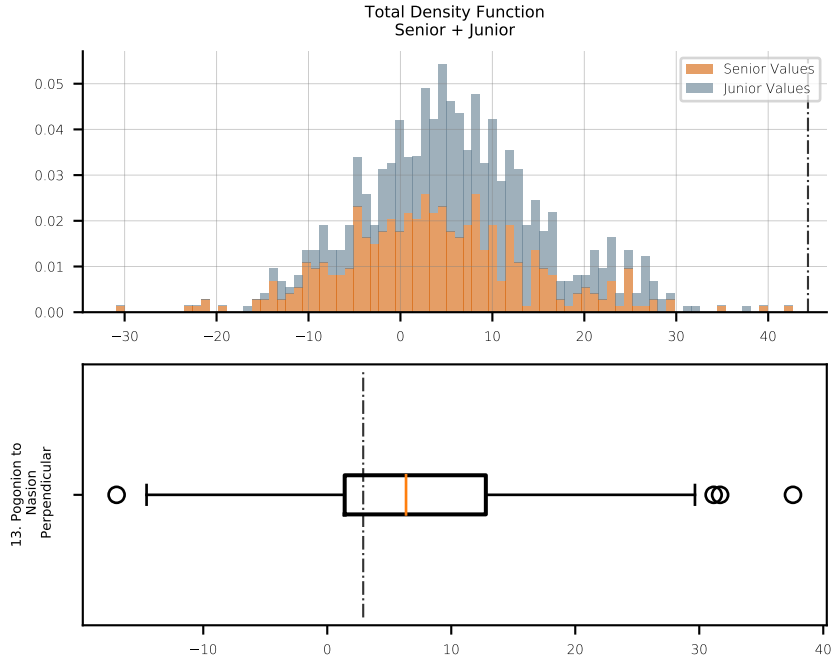 Total Density Function
Senior + Junior
Senior Values
Junior Values
0.05
0.04
0.03
0.02
0.01
0.00
−30
−20
−10
0
10
20
30
40
13. Pogonion to
Nasion
Perpendicular
−10
0
10
20
30
40